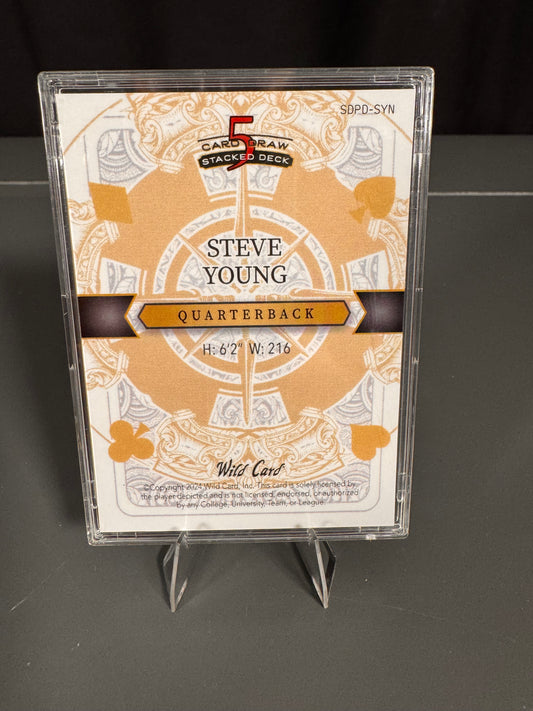 SDPD-SYN
5
CARD DRAW
STACKED DECK
STEVE
YOUNG
QUARTERBACK
H: 6'2" W: 216
Wild Card
©Copyright 2024 Wild Card, Inc. This card is solely licensed by
the player depicted and is not licensed, endorsed, or authorized
by any College, University, Team, or League.